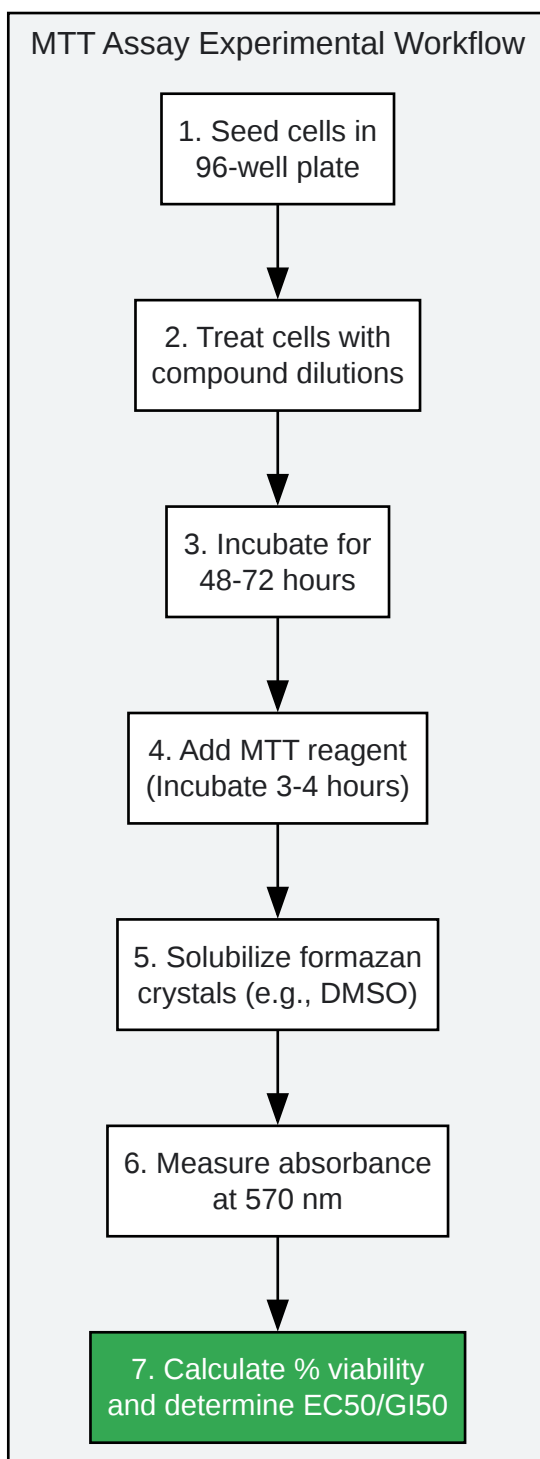 MTT Assay Experimental Workflow
1. Seed cells in
96-well plate
2. Treat cells with
compound dilutions
3. Incubate for
48-72 hours
4. Add MTT reagent
(Incubate 3-4 hours)
5. Solubilize formazan
crystals (e.g., DMSO)
6. Measure absorbance
at 570 nm
7. Calculate % viability
and determine EC50/GI50